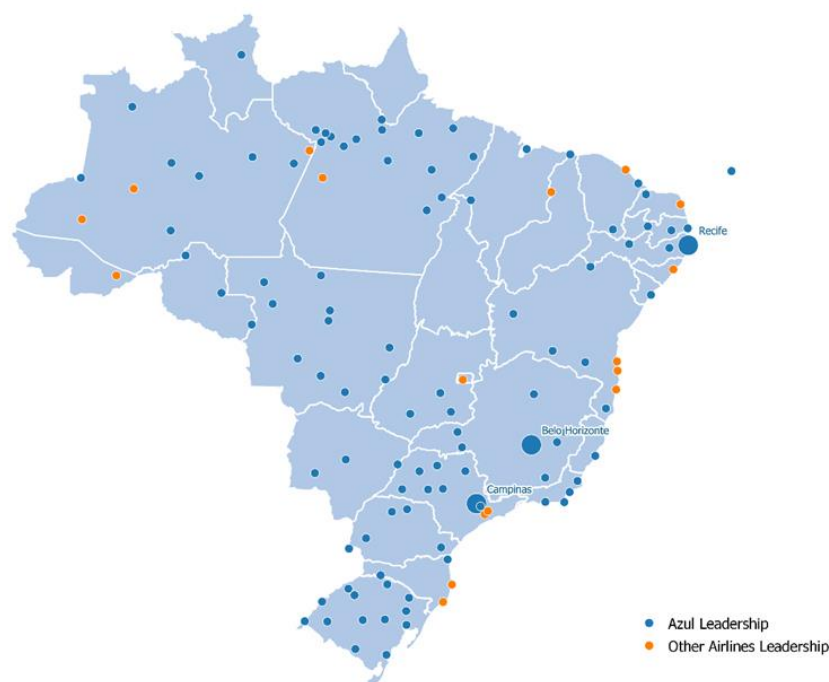 Recife
Belo Horizonte
Campinas
Azul Leadership
Other Airlines Leadership